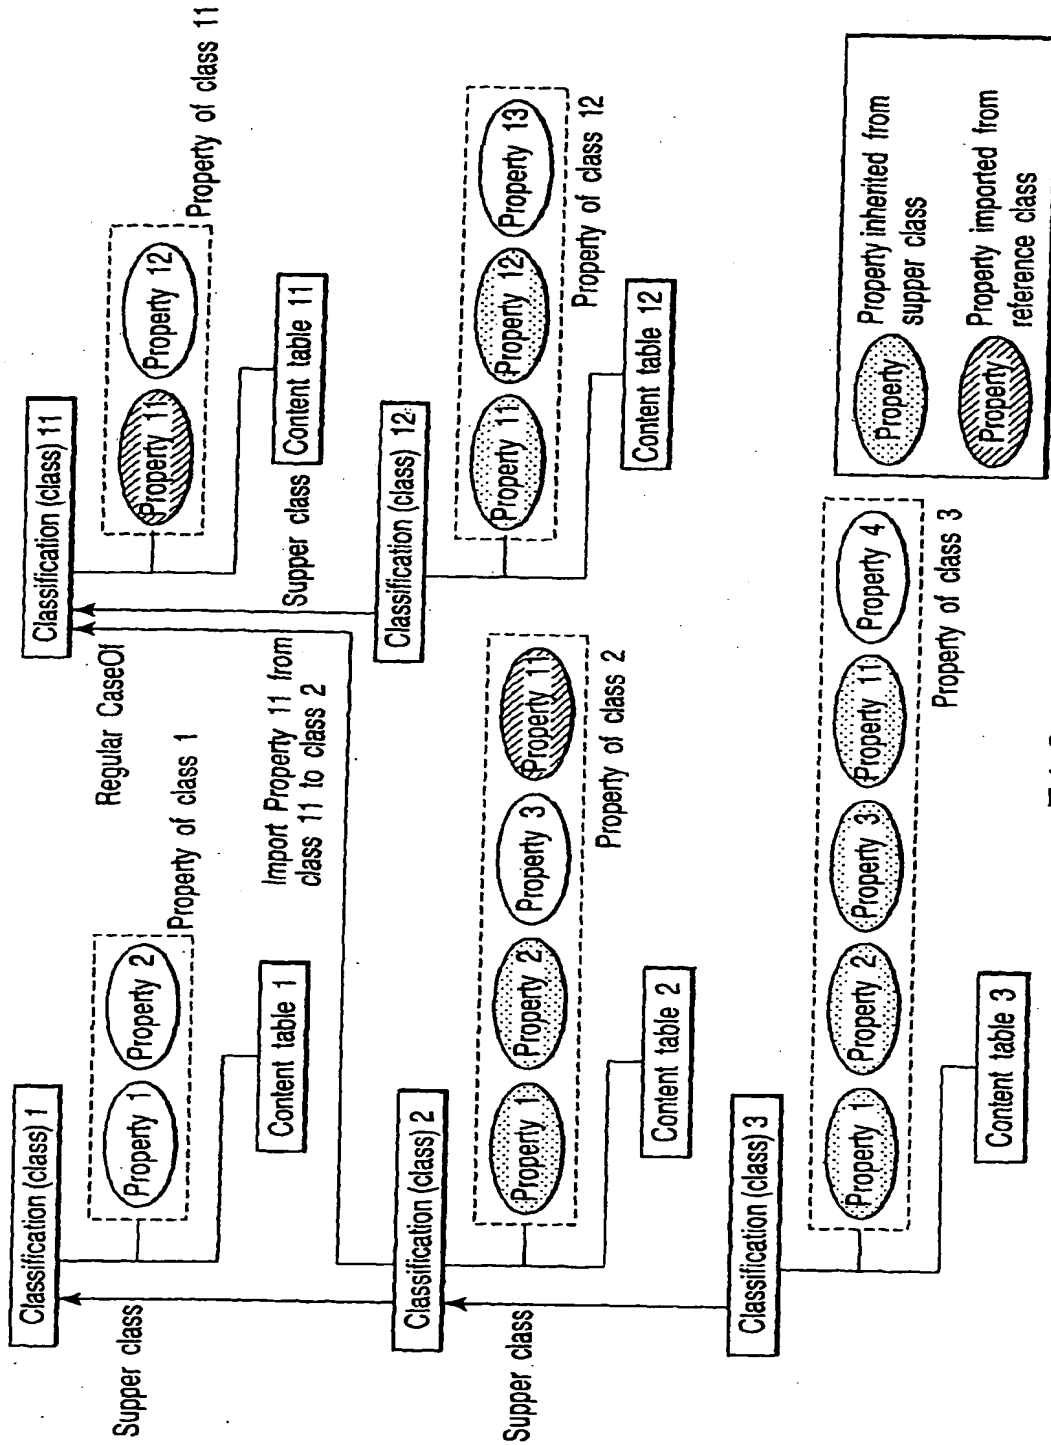 Classification (class) 1
Property 1
Property 2
Property of class 1
Content table 1
Supper class
Regular CaseOf
Classification (class) 11
Property 11
Property 12
Property of class 11
Content table 11
Import Property 11 from
class 11 to class 2
Supper class
Classification (class) 2
Property 1
Property 2
Property 3
Property 11
Property of class 2
Content table 2
Supper class
Classification (class) 12
Property 11
Property 12
Property 13
Property of class 12
Content table 12
Classification (class) 3
Property 1
Property 2
Property 3
Property 11
Property 4
Property of class 3
Content table 3
Property
Property inherited from
supper class
Property
Property imported from
reference class